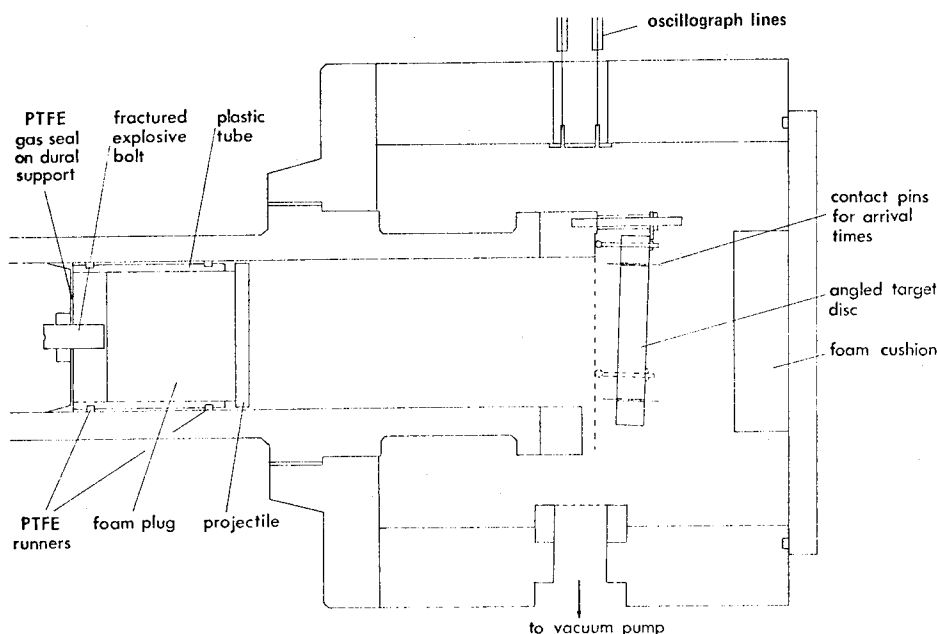 oscillograph lines
PTFE
gas seal
on dural
support
fractured
explosive
bolt
plastic
tube
contact pins
for arrival
times
angled target
disc
foam cushion
PTFE
runners
foam plug
projectile
to vacuum pump